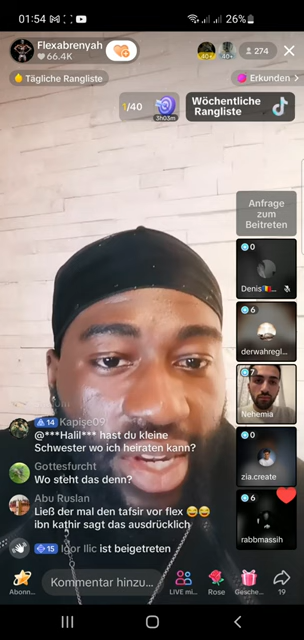 01:54
26%
Flexabrenyah
66.4K
274
Tägliche Rangliste
Erkunden >
1/40
3h03m
Wöchentliche
Rangliste
Anfrage
zum
Beitreten
0
Denis
6
derwahregl...
7
Nehemia
0
zia.create
6
rabbmassih
14 Kapise09
@***Halil*** hast du kleine
Schwester wo ich heiraten kann?
Gottesfurcht
Wo steht das denn?
Abu Ruslan
Ließ der mal den tafsir vor flex 😂😂
ibn kathir sagt das ausdrücklich
15 Igor Ilic ist beigetreten
Kommentar hinzu...
Abonn...
LIVE mi...
Rose
Gesche...
19